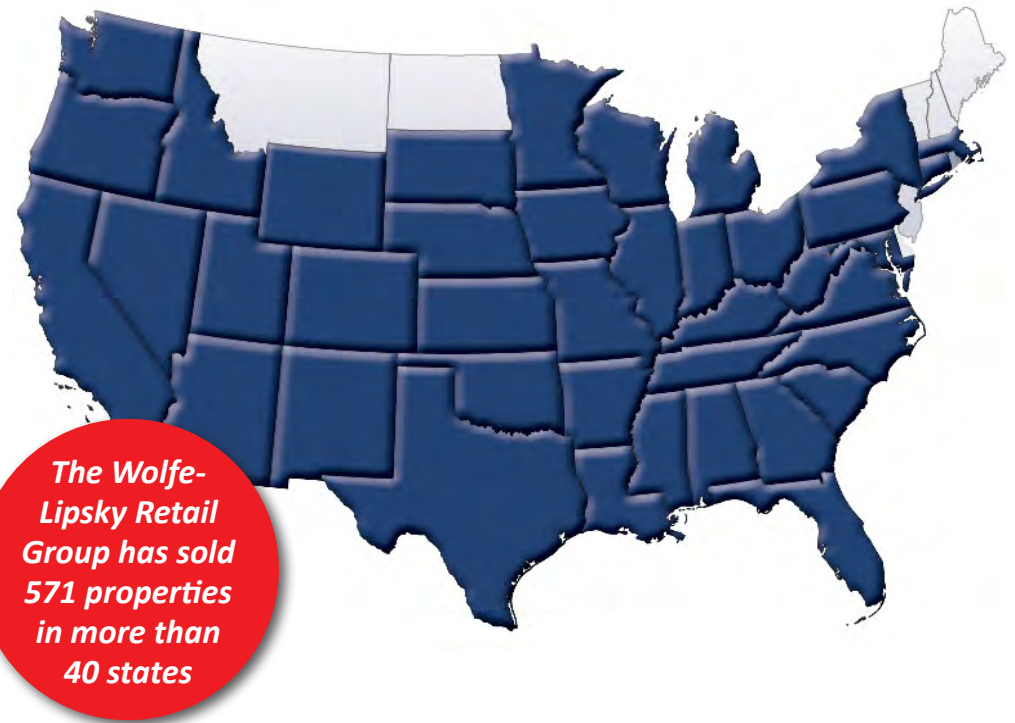 The Wolfe-
Lipsky Retail
Group has sold
571 properties
in more than
40 states